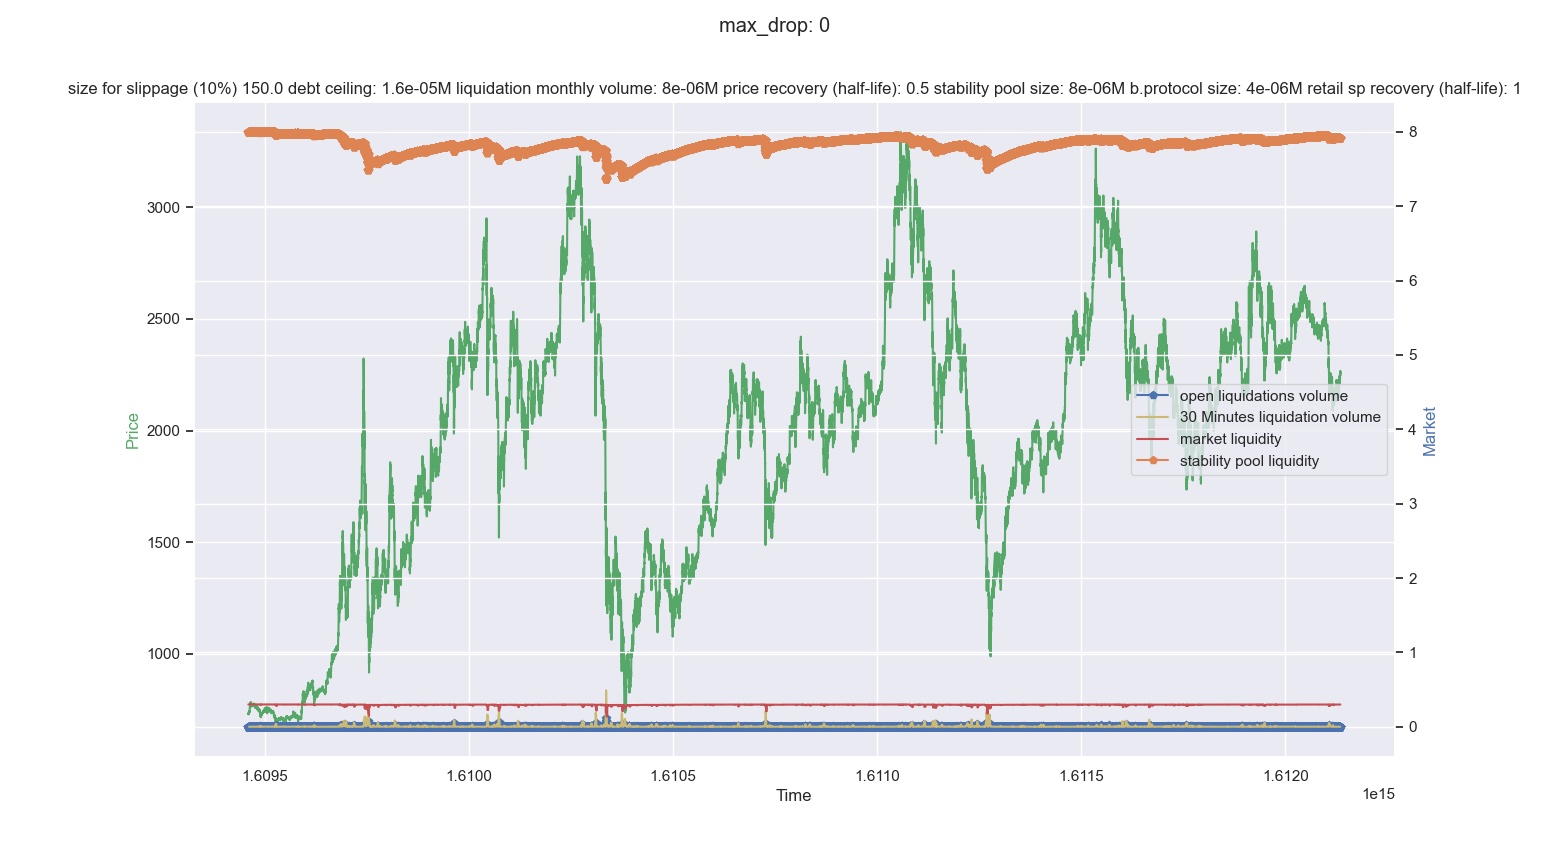 max_drop: 0
size for slippage (10%) 150.0 debt ceiling: 1.6e-05M liquidation monthly volume: 8e-06M price recovery (half-life): 0.5 stability pool size: 8e-06M b.protocol size: 4e-06M retail sp recovery (half-life): 1
8
3000
7
6
2500
5
open liquidations volume
30 Minutes liquidation volume
market liquidity
stability pool liquidity
Price
2000
4
Market
3
1500
2
1000
1
0
1.6095
1.6100
1.6105
1.6110
1.6115
1.6120
Time
1e15